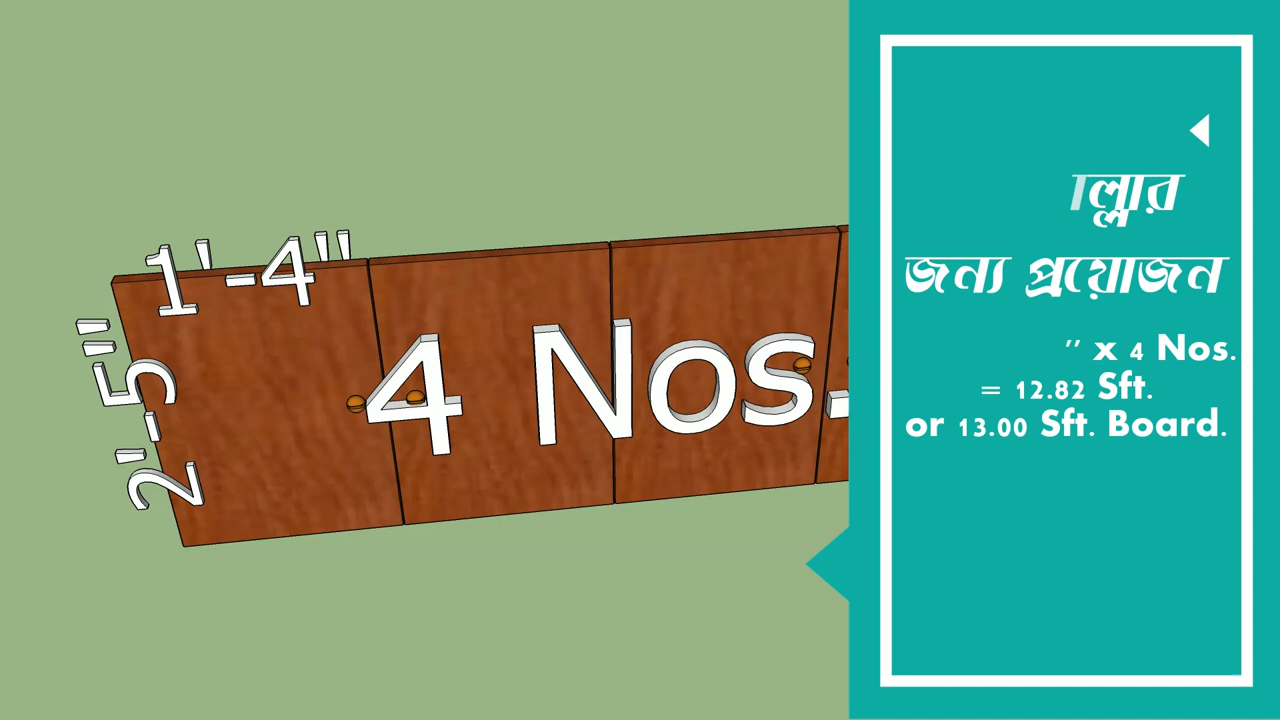 1'-4"
2'-5"
4 Nos.
াল্লার
জন্য প্রয়োজন
" x 4 Nos.
= 12.82 Sft.
or 13.00 Sft. Board.